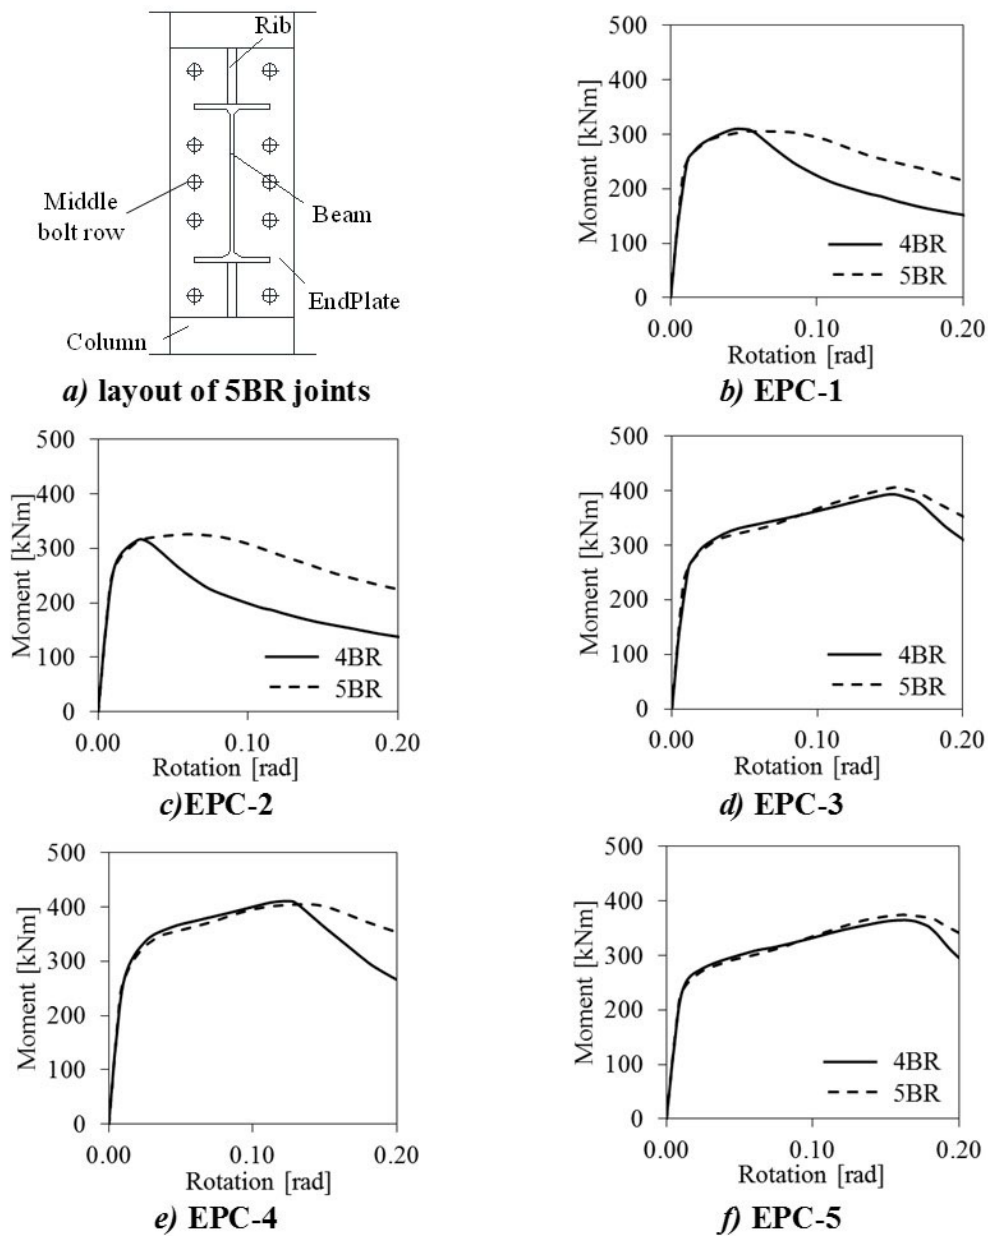 Rib
Middle
bolt row
Beam
EndPlate
Column
a) layout of 5BR joints
Moment [kNm]
500
400
300
200
100
0
4BR
5BR
0.00 0.10 0.20
Rotation [rad]
b) EPC-1
Moment [kNm]
500
400
300
200
100
0
4BR
5BR
0.00 0.10 0.20
Rotation [rad]
c)EPC-2
Moment [kNm]
500
400
300
200
100
0
4BR
5BR
0.00 0.10 0.20
Rotation [rad]
d) EPC-3
Moment [kNm]
500
400
300
200
100
0
0.00 0.10 0.20
Rotation [rad]
e) EPC-4
Moment [kNm]
500
400
300
200
100
0
4BR
5BR
0.00 0.10 0.20
Rotation [rad]
f) EPC-5